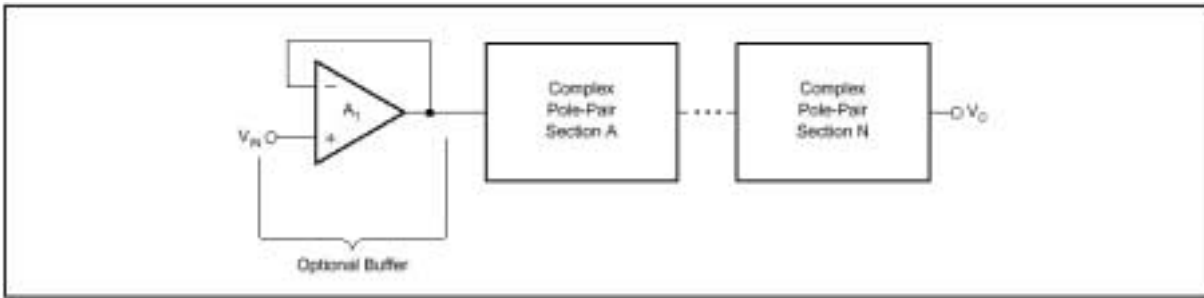 A1
VIN
− 
+
Optional Buffer
Complex
Pole-Pair
Section A
Complex
Pole-Pair
Section N
VO